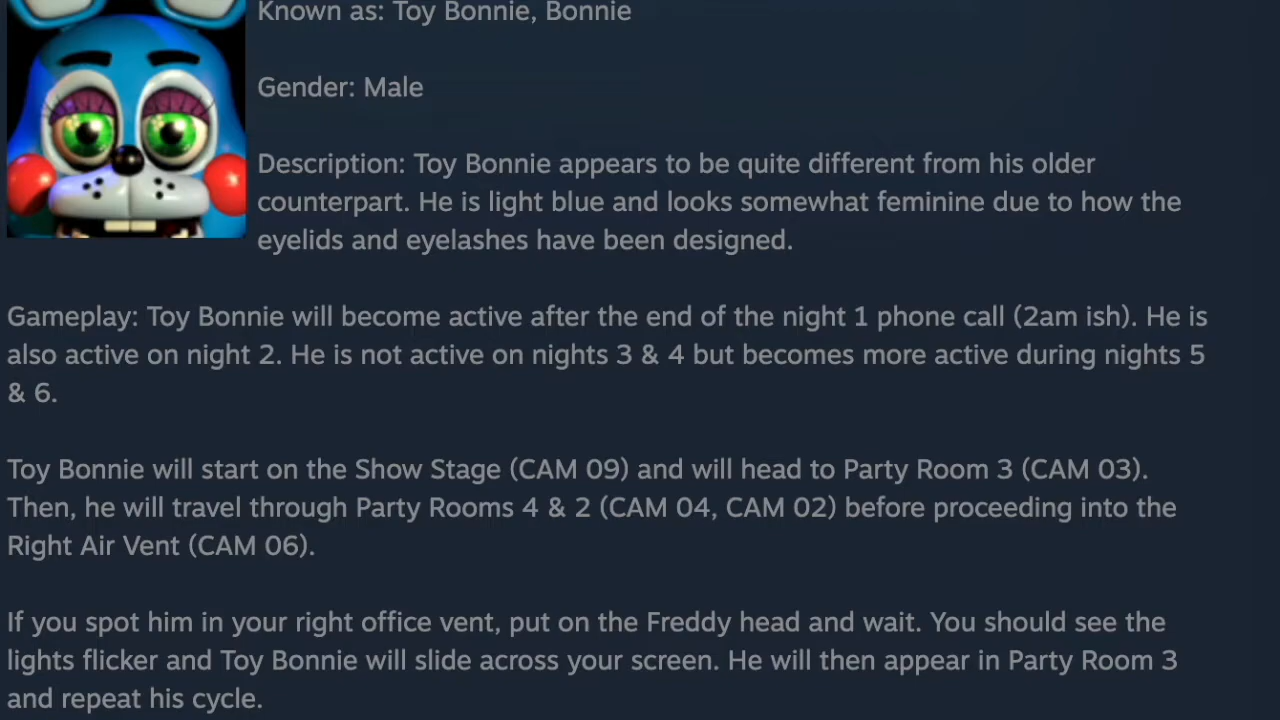 Known as: Toy Bonnie, Bonnie
Gender: Male
Description: Toy Bonnie appears to be quite different from his older
counterpart. He is light blue and looks somewhat feminine due to how the
eyelids and eyelashes have been designed.
Gameplay: Toy Bonnie will become active after the end of the night 1 phone call (2am ish). He is
also active on night 2. He is not active on nights 3 & 4 but becomes more active during nights 5
& 6.
Toy Bonnie will start on the Show Stage (CAM 09) and will head to Party Room 3 (CAM 03).
Then, he will travel through Party Rooms 4 & 2 (CAM 04, CAM 02) before proceeding into the
Right Air Vent (CAM 06).
If you spot him in your right office vent, put on the Freddy head and wait. You should see the
lights flicker and Toy Bonnie will slide across your screen. He will then appear in Party Room 3
and repeat his cycle.